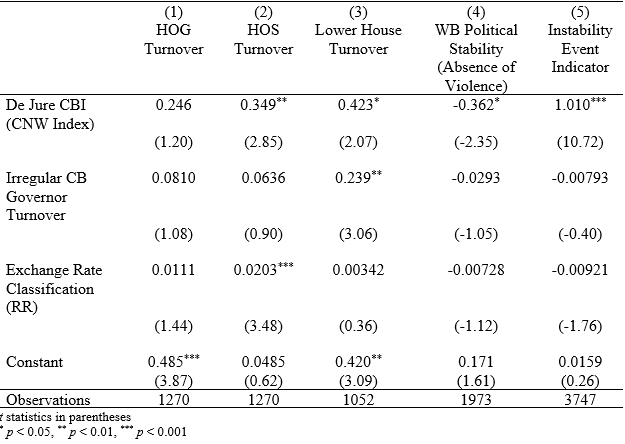 (1) (2) (3) (4) (5)
HOG HOS Lower House WB Political Instability
Turnover Turnover Turnover Stability Event
(Absence of Indicator
Violence)
De Jure CBI 0.246 0.349** 0.423* -0.362* 1.010***
(CNW Index)
(1.20) (2.85) (2.07) (-2.35) (10.72)
Irregular CB 0.0810 0.0636 0.239** -0.0293 -0.00793
Governor
Turnover
(1.08) (0.90) (3.06) (-1.05) (-0.40)
Exchange Rate 0.0111 0.0203*** 0.00342 -0.00728 -0.00921
Classification
(RR)
(1.44) (3.48) (0.36) (-1.12) (-1.76)
Constant 0.485*** 0.0485 0.420** 0.171 0.0159
(3.87) (0.62) (3.09) (1.61) (0.26)
Observations 1270 1270 1052 1973 3747
t statistics in parentheses
* p < 0.05, ** p < 0.01, *** p < 0.001